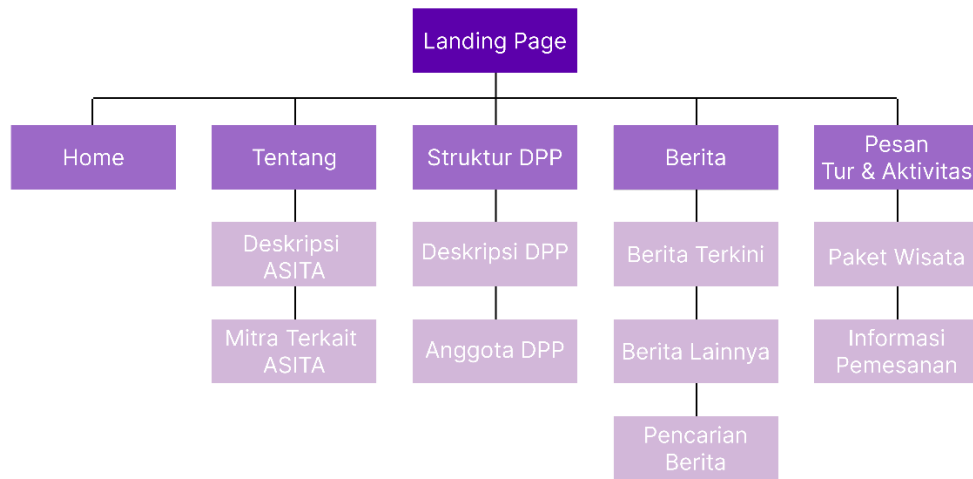 Landing Page
Home
Tentang
Struktur DPP
Berita
Pesan
Tur & Aktivitas
Deskripsi
ASITA
Deskripsi DPP
Berita Terkini
Paket Wisata
Mitra Terkait
ASITA
Anggota DPP
Berita Lainnya
Informasi
Pemesanan
Pencarian
Berita